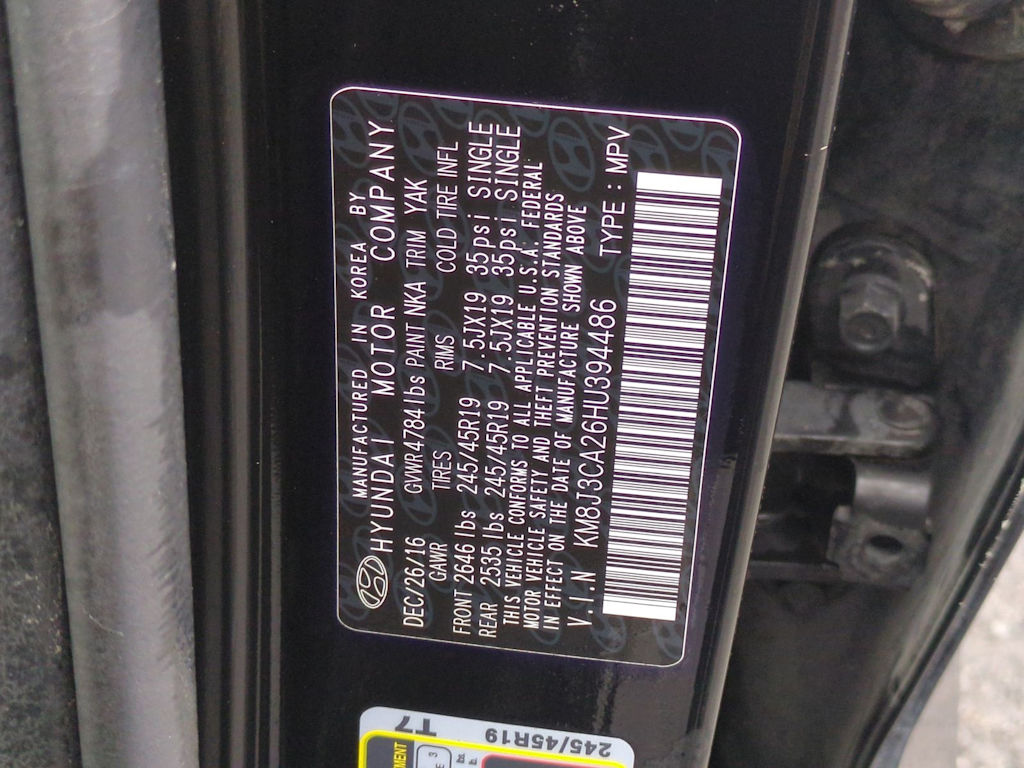 MANUFACTURED IN KOREA BY
HYUNDAI MOTOR COMPANY
DEC/26/16 GVWR 4784 lbs PAINT NKA TRIM YAK
GAWR TIRES RIMS COLD TIRE INFL
FRONT 2646 lbs 245/45R19 7.5JX19 35psi SINGLE
REAR 2535 lbs 245/45R19 7.5JX19 35psi SINGLE
THIS VEHICLE CONFORMS TO ALL APPLICABLE U.S.A. FEDERAL
MOTOR VEHICLE SAFETY AND THEFT PREVENTION STANDARDS
IN EFFECT ON THE DATE OF MANUFACTURE SHOWN ABOVE
V.I.N KM8J3CA26HU394486 TYPE : MPV
T7
245/45R19